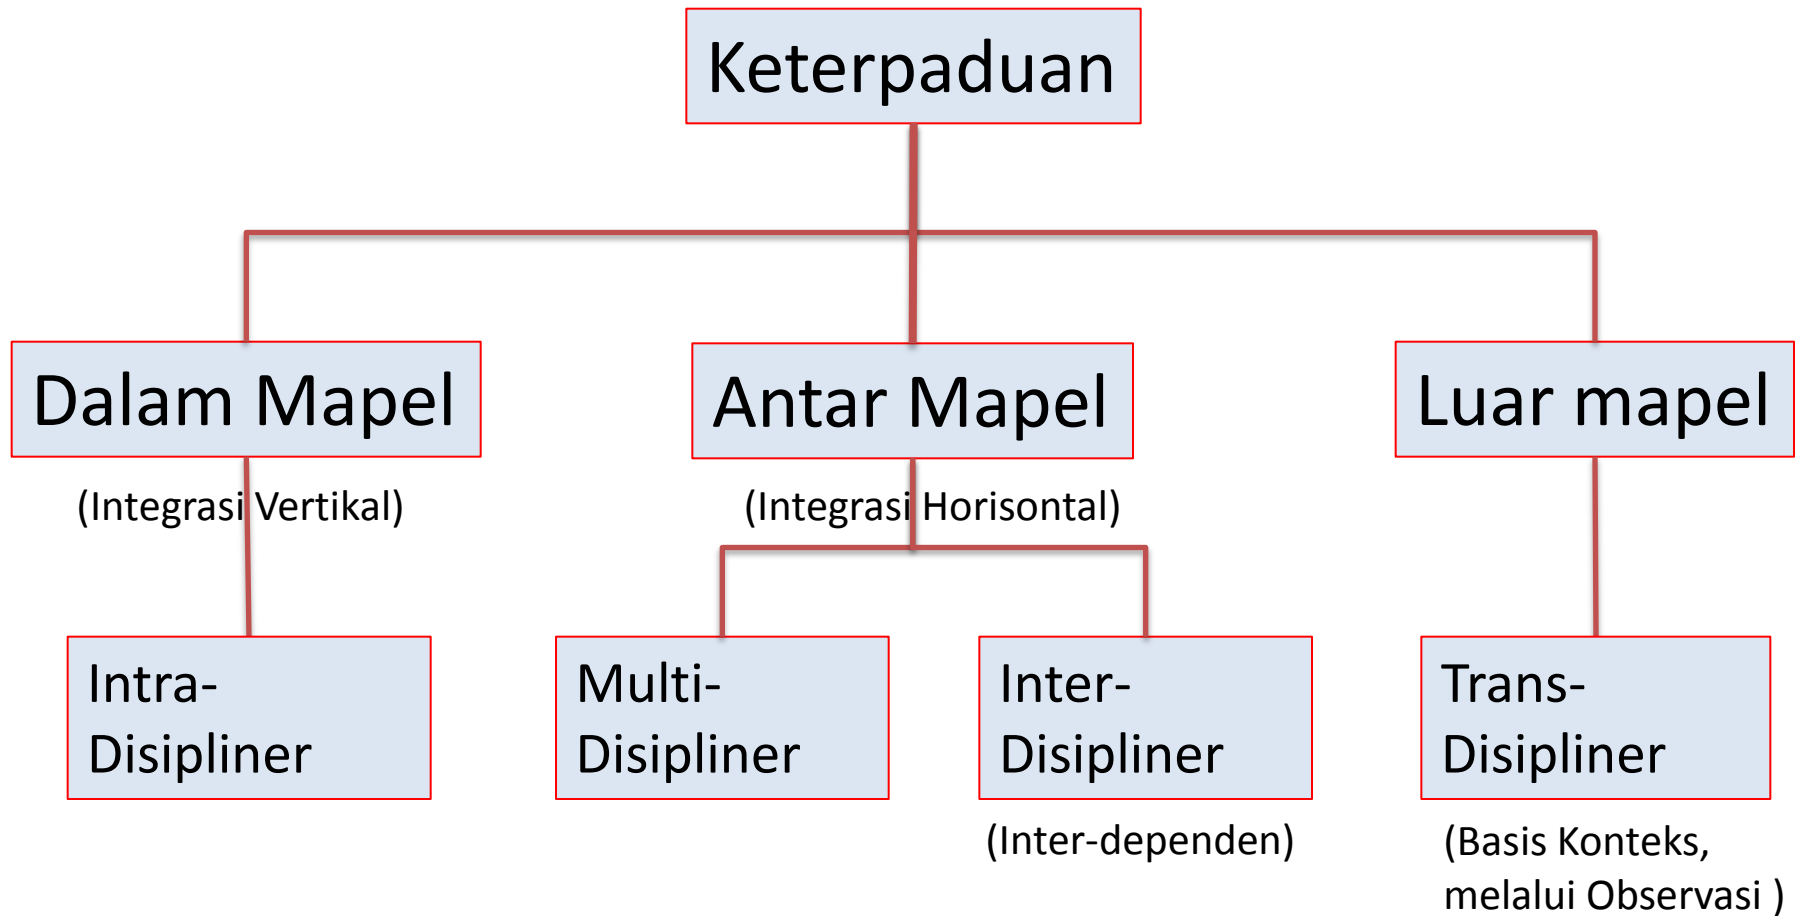 Keterpaduan
Dalam Mapel
Antar Mapel
Luar mapel
(Integrasi Vertikal)
(Integrasi Horisontal)
Intra-
Disipliner
Multi-
Disipliner
Inter-
Disipliner
Trans-
Disipliner
(Inter-dependen)
(Basis Konteks,
melalui Observasi )